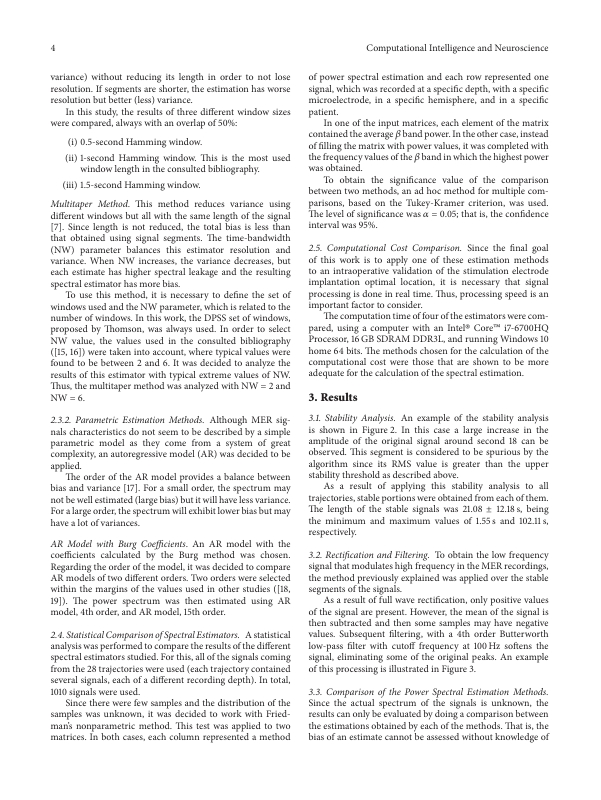 4
Computational Intelligence and Neuroscience
variance) without reducing its length in order to not lose
resolution. If segments are shorter, the estimation has worse
resolution but better (less) variance.
In this study, the results of three different window sizes
were compared, always with an overlap of 50%:
(i) 0.5-second Hamming window.
(ii) 1-second Hamming window. This is the most used
window length in the consulted bibliography.
(iii) 1.5-second Hamming window.
Multitaper Method. This method reduces variance using
different windows but all with the same length of the signal
[7]. Since length is not reduced, the total bias is less than
that obtained using signal segments. The time-bandwidth
(NW) parameter balances this estimator resolution and
variance. When NW increases, the variance decreases, but
each estimate has higher spectral leakage and the resulting
spectral estimator has more bias.
To use this method, it is necessary to define the set of
windows used and the NW parameter, which is related to the
number of windows. In this work, the DPSS set of windows,
proposed by Thomson, was always used. In order to select
NW value, the values used in the consulted bibliography
([15, 16]) were taken into account, where typical values were
found to be between 2 and 6. It was decided to analyze the
results of this estimator with typical extreme values of NW.
Thus, the multitaper method was analyzed with NW = 2 and
NW = 6.
2.3.2. Parametric Estimation Methods. Although MER sig-
nals characteristics do not seem to be described by a simple
parametric model as they come from a system of great
complexity, an autoregressive model (AR) was decided to be
applied.
The order of the AR model provides a balance between
bias and variance [17]. For a small order, the spectrum may
not be well estimated (large bias) but it will have less variance.
For a large order, the spectrum will exhibit lower bias but may
have a lot of variances.
AR Model with Burg Coefficients. An AR model with the
coefficients calculated by the Burg method was chosen.
Regarding the order of the model, it was decided to compare
AR models of two different orders. Two orders were selected
within the margins of the values used in other studies ([18,
19]). The power spectrum was then estimated using AR
model, 4th order, and AR model, 15th order.
2.4. Statistical Comparison of Spectral Estimators. A statistical
analysis was performed to compare the results of the different
spectral estimators studied. For this, all of the signals coming
from the 28 trajectories were used (each trajectory contained
several signals, each of a different recording depth). In total,
1010 signals were used.
Since there were few samples and the distribution of the
samples was unknown, it was decided to work with Fried-
man's nonparametric method. This test was applied to two
matrices. In both cases, each column represented a method
of power spectral estimation and each row represented one
signal, which was recorded at a specific depth, with a specific
microelectrode, in a specific hemisphere, and in a specific
patient.
In one of the input matrices, each element of the matrix
contained the average β band power. In the other case, instead
of filling the matrix with power values, it was completed with
the frequency values of the β band in which the highest power
was obtained.
To obtain the significance value of the comparison
between two methods, an ad hoc method for multiple com-
parisons, based on the Tukey-Kramer criterion, was used.
The level of significance was α = 0.05; that is, the confidence
interval was 95%.
2.5. Computational Cost Comparison. Since the final goal
of this work is to apply one of these estimation methods
to an intraoperative validation of the stimulation electrode
implantation optimal location, it is necessary that signal
processing is done in real time. Thus, processing speed is an
important factor to consider.
The computation time of four of the estimators were com-
pared, using a computer with an Intel® Core™ i7-6700HQ
Processor, 16 GB SDRAM DDR3L, and running Windows 10
home 64 bits. The methods chosen for the calculation of the
computational cost were those that are shown to be more
adequate for the calculation of the spectral estimation.
3. Results
3.1. Stability Analysis. An example of the stability analysis
is shown in Figure 2. In this case a large increase in the
amplitude of the original signal around second 18 can be
observed. This segment is considered to be spurious by the
algorithm since its RMS value is greater than the upper
stability threshold as described above.
As a result of applying this stability analysis to all
trajectories, stable portions were obtained from each of them.
The length of the stable signals was 21.08 ± 12.18 s, being
the minimum and maximum values of 1.55 s and 102.11 s,
respectively.
3.2. Rectification and Filtering. To obtain the low frequency
signal that modulates high frequency in the MER recordings,
the method previously explained was applied over the stable
segments of the signals.
As a result of full wave rectification, only positive values
of the signal are present. However, the mean of the signal is
then subtracted and then some samples may have negative
values. Subsequent filtering, with a 4th order Butterworth
low-pass filter with cutoff frequency at 100 Hz softens the
signal, eliminating some of the original peaks. An example
of this processing is illustrated in Figure 3.
3.3. Comparison of the Power Spectral Estimation Methods.
Since the actual spectrum of the signals is unknown, the
results can only be evaluated by doing a comparison between
the estimations obtained by each of the methods. That is, the
bias of an estimate cannot be assessed without knowledge of